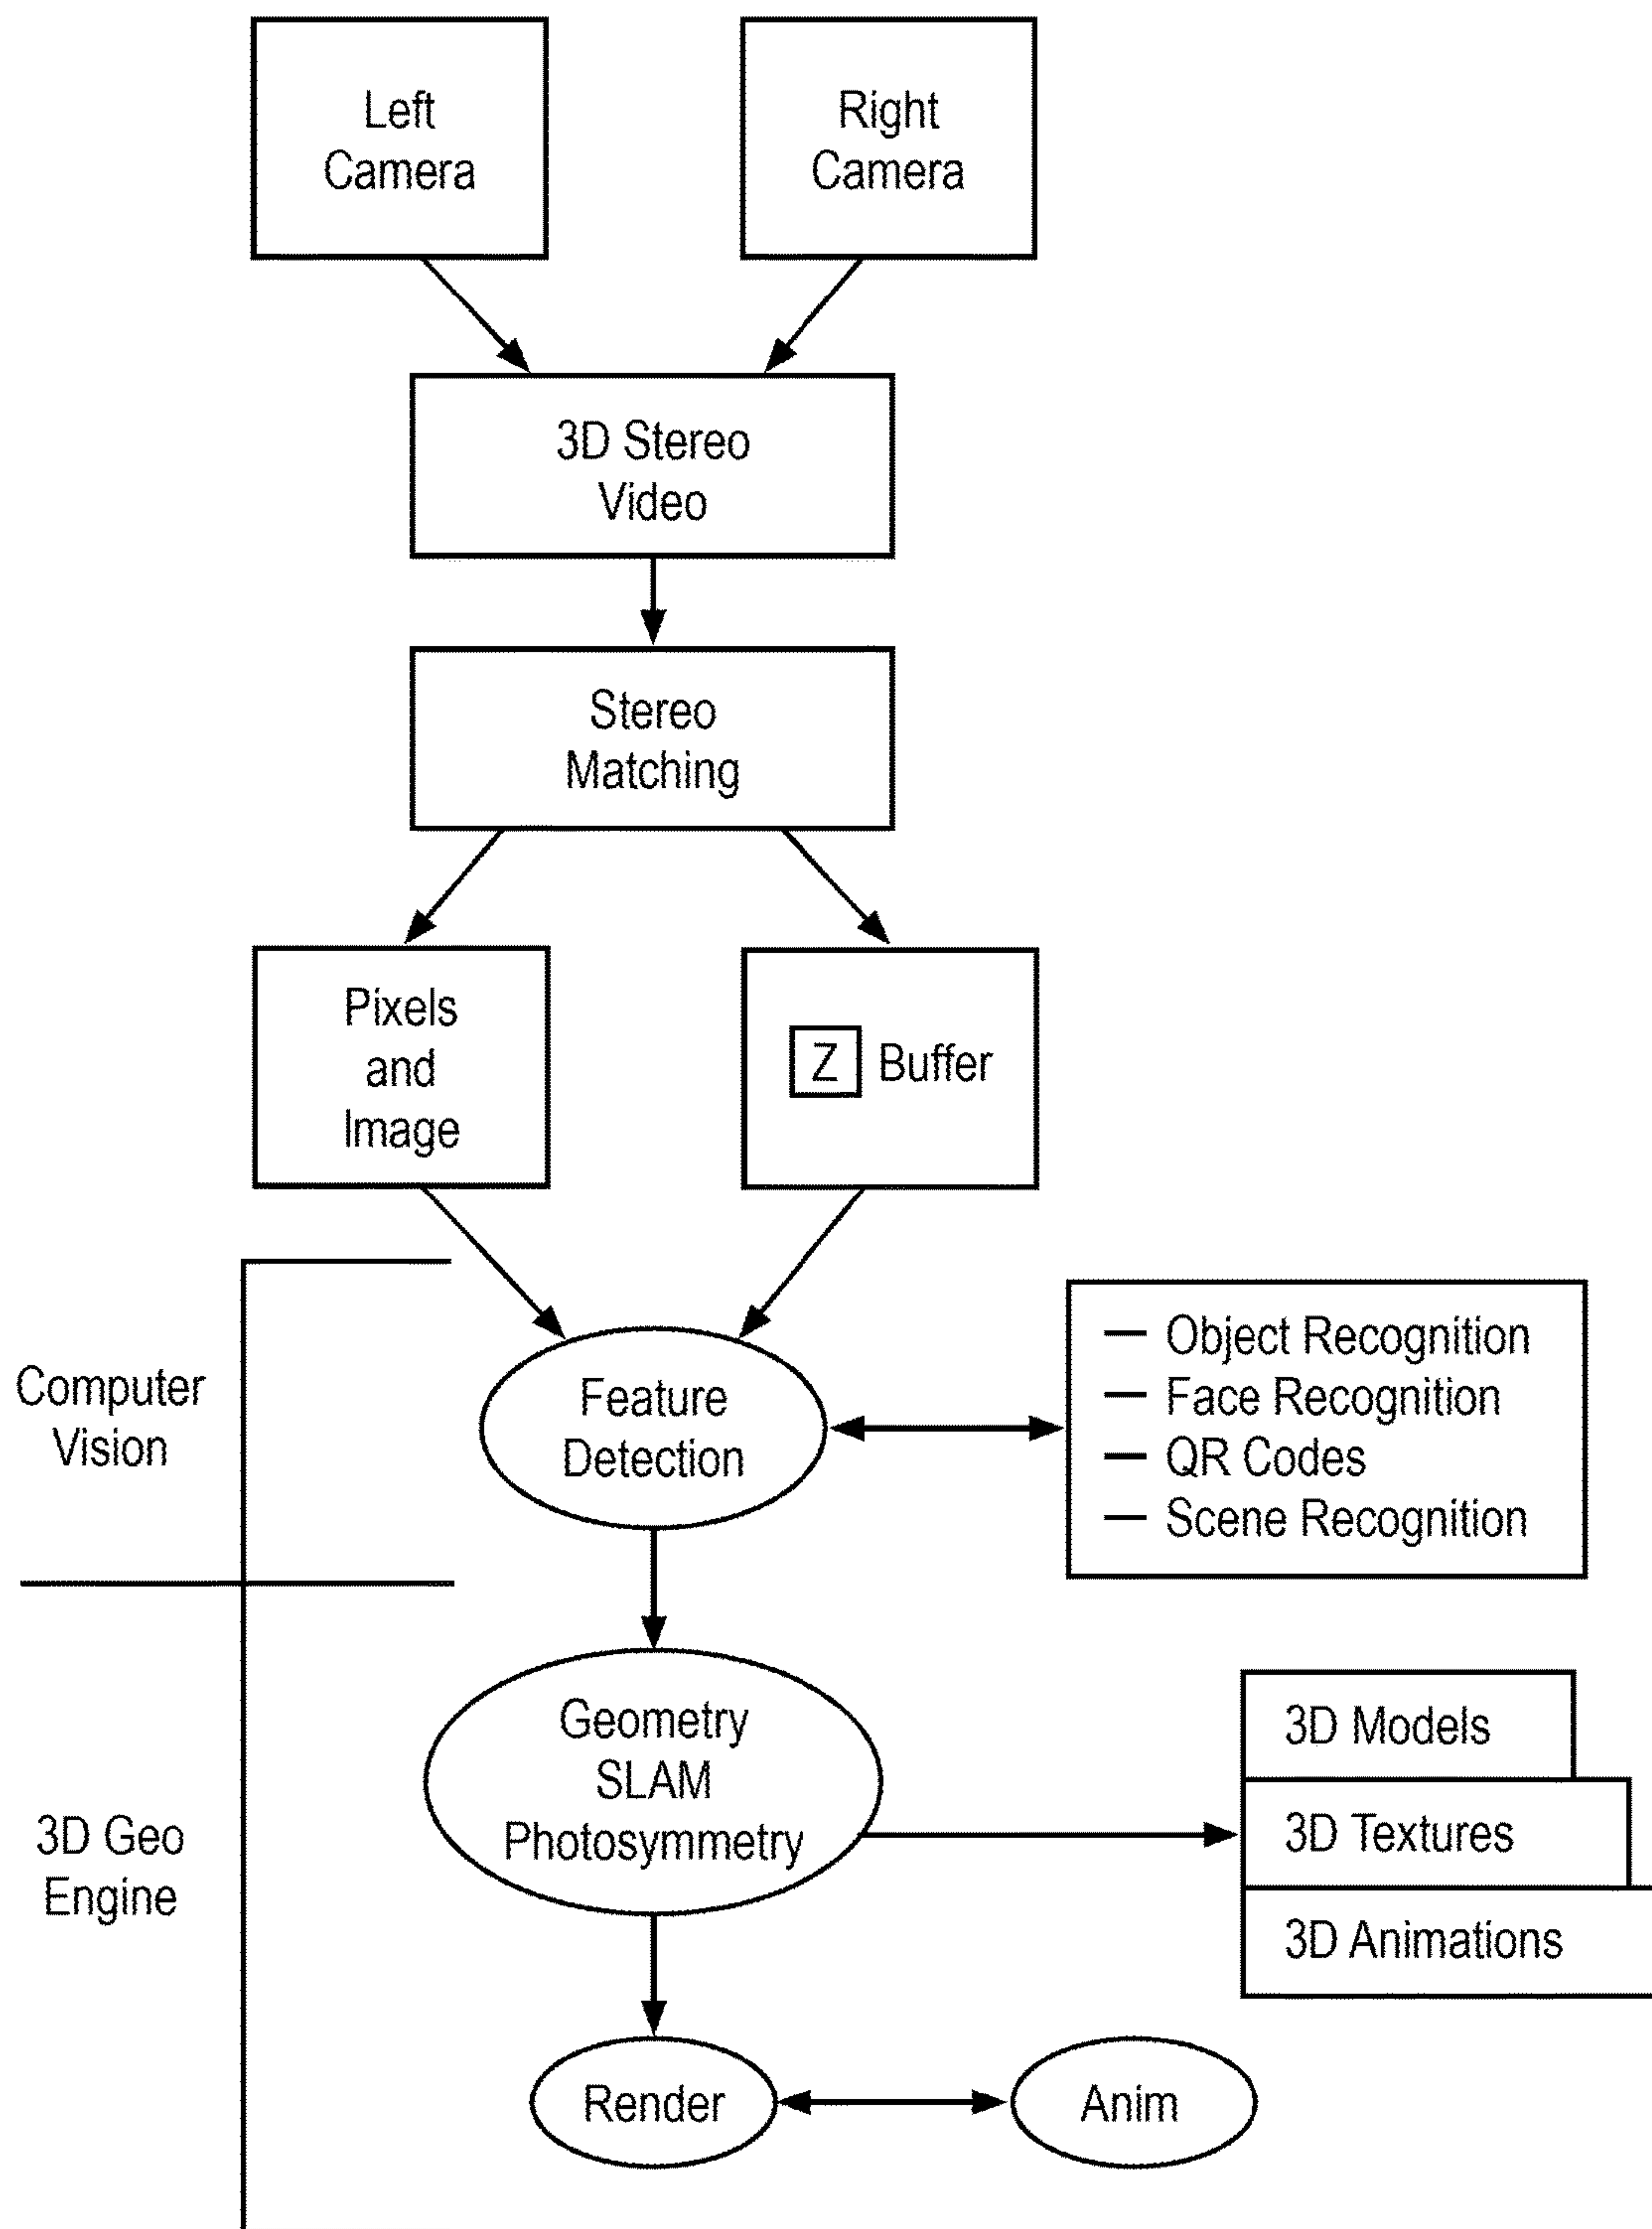 Left
Camera
Right
Camera
3D Stereo
Video
Stereo
Matching
Pixels
and
Image
Z Buffer
Computer
Vision
Feature
Detection
— Object Recognition
— Face Recognition
— QR Codes
— Scene Recognition
3D Geo
Engine
Geometry
SLAM
Photosymmetry
3D Models
3D Textures
3D Animations
Render
Anim